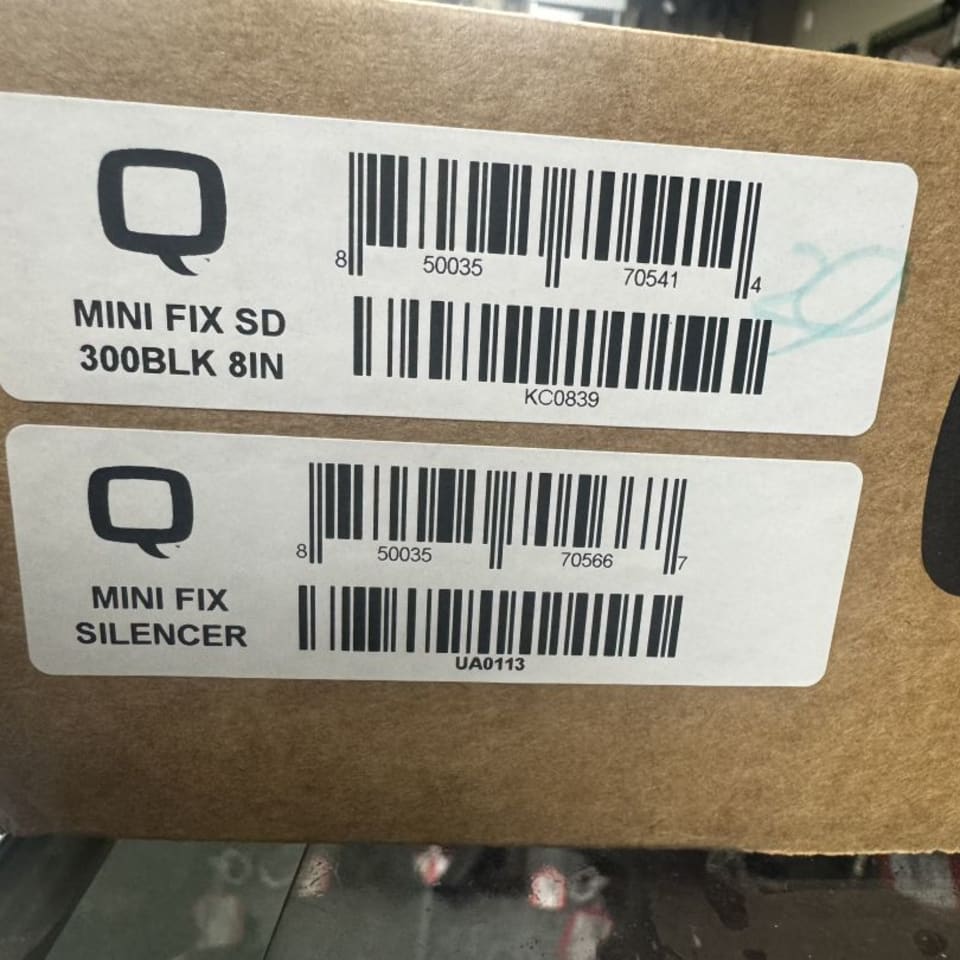 Q
MINI FIX SD
300BLK 8IN
8 50035 70541 4
KC0839
Q
MINI FIX
SILENCER
8 50035 70566 7
UA0113